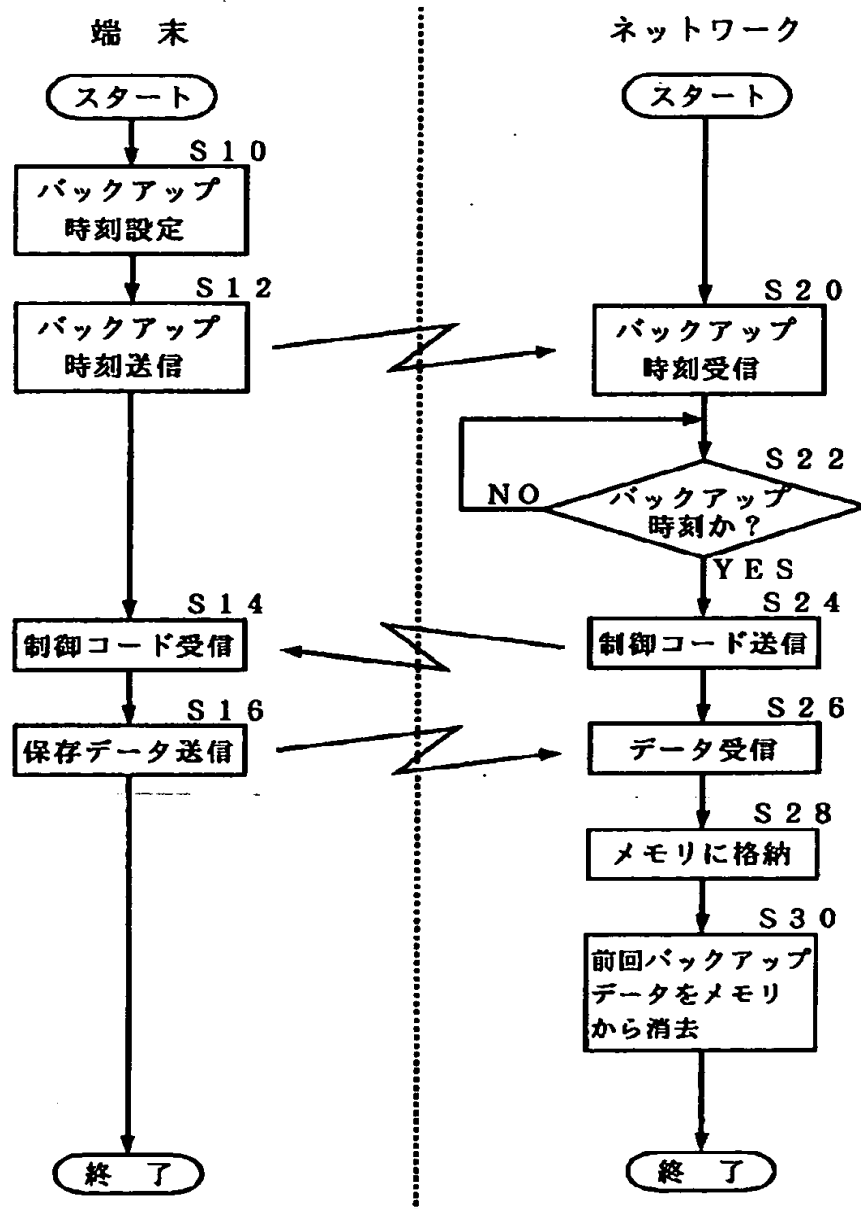 端 末
スタート
S10
バックアップ
時刻設定
S12
バックアップ
時刻送信
S14
制御コード受信
S16
保存データ送信
終 了
ネットワーク
スタート
S20
バックアップ
時刻受信
S22
バックアップ
時刻か?
NO
YES
S24
制御コード送信
S26
データ受信
S28
メモリに格納
S30
前回バックアップ
データをメモリ
から消去
終 了